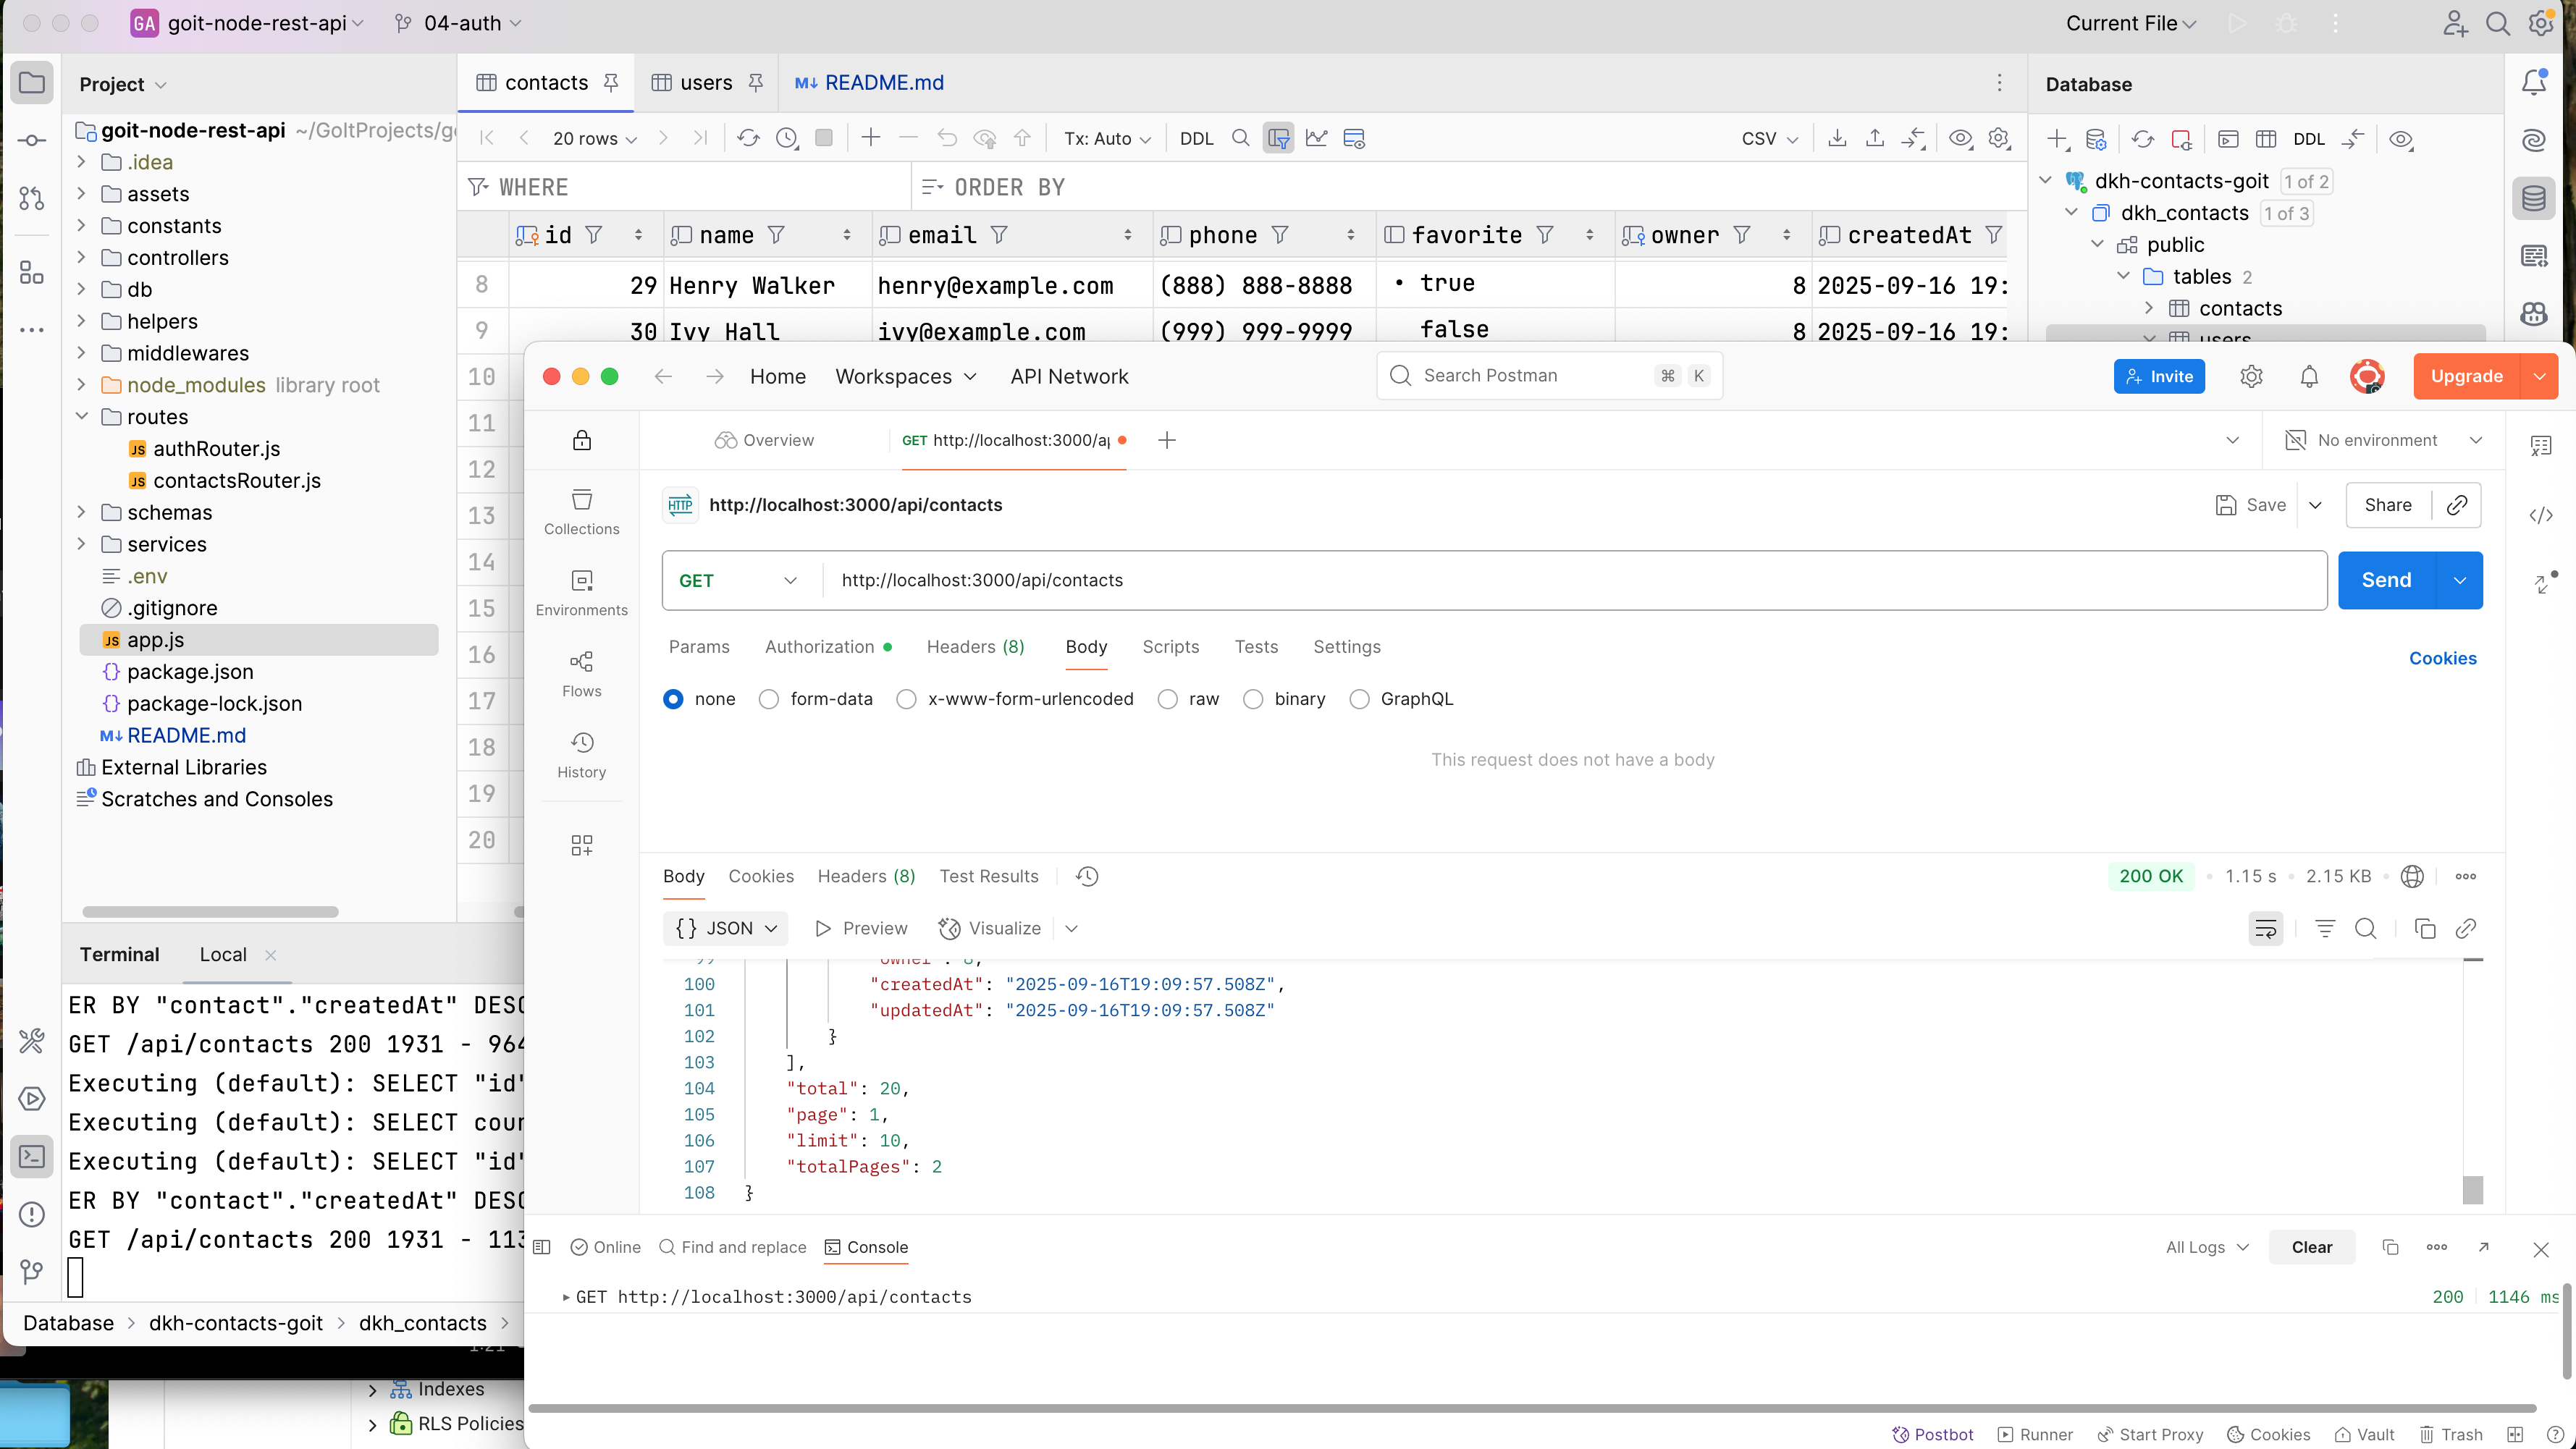 GA goit-node-rest-api 04-auth Current File
Project
contacts users README.md
Database
goit-node-rest-api ~/GoItProjects/g
.idea
assets
constants
controllers
db
helpers
middlewares
node_modules library root
routes
authRouter.js
contactsRouter.js
schemas
services
.env
.gitignore
app.js
package.json
package-lock.json
README.md
External Libraries
Scratches and Consoles
20 rows Tx: Auto DDL CSV
WHERE ORDER BY
id name email phone favorite owner createdAt
8 29 Henry Walker henry@example.com (888) 888-8888 • true 8 2025-09-16 19:
9 30 Ivy Hall ivy@example.com (999) 999-9999 false 8 2025-09-16 19:
10
11
12
13
14
15
16
17
18
19
20
DDL
dkh-contacts-goit 1 of 2
dkh_contacts 1 of 3
public
tables 2
contacts
users
Home Workspaces API Network Search Postman ⌘ K Invite Upgrade
Overview GET http://localhost:3000/ap No environment
Collections
Environments
Flows
History
HTTP http://localhost:3000/api/contacts Save Share
GET http://localhost:3000/api/contacts Send
Params Authorization Headers (8) Body Scripts Tests Settings Cookies
none form-data x-www-form-urlencoded raw binary GraphQL
This request does not have a body
Body Cookies Headers (8) Test Results 200 OK • 1.15 s • 2.15 KB
{} JSON Preview Visualize
99 "owner": 8,
100 "createdAt": "2025-09-16T19:09:57.508Z",
101 "updatedAt": "2025-09-16T19:09:57.508Z"
102 }
103 ],
104 "total": 20,
105 "page": 1,
106 "limit": 10,
107 "totalPages": 2
108 }
Online Find and replace Console All Logs Clear
GET http://localhost:3000/api/contacts 200 1146 ms
Postbot Runner Start Proxy Cookies Vault Trash
Terminal Local
ER BY "contact"."createdAt" DESC
GET /api/contacts 200 1931 - 964
Executing (default): SELECT "id"
Executing (default): SELECT cour
Executing (default): SELECT "id"
ER BY "contact"."createdAt" DESC
GET /api/contacts 200 1931 - 113
Database > dkh-contacts-goit > dkh_contacts >
Indexes
RLS Policies